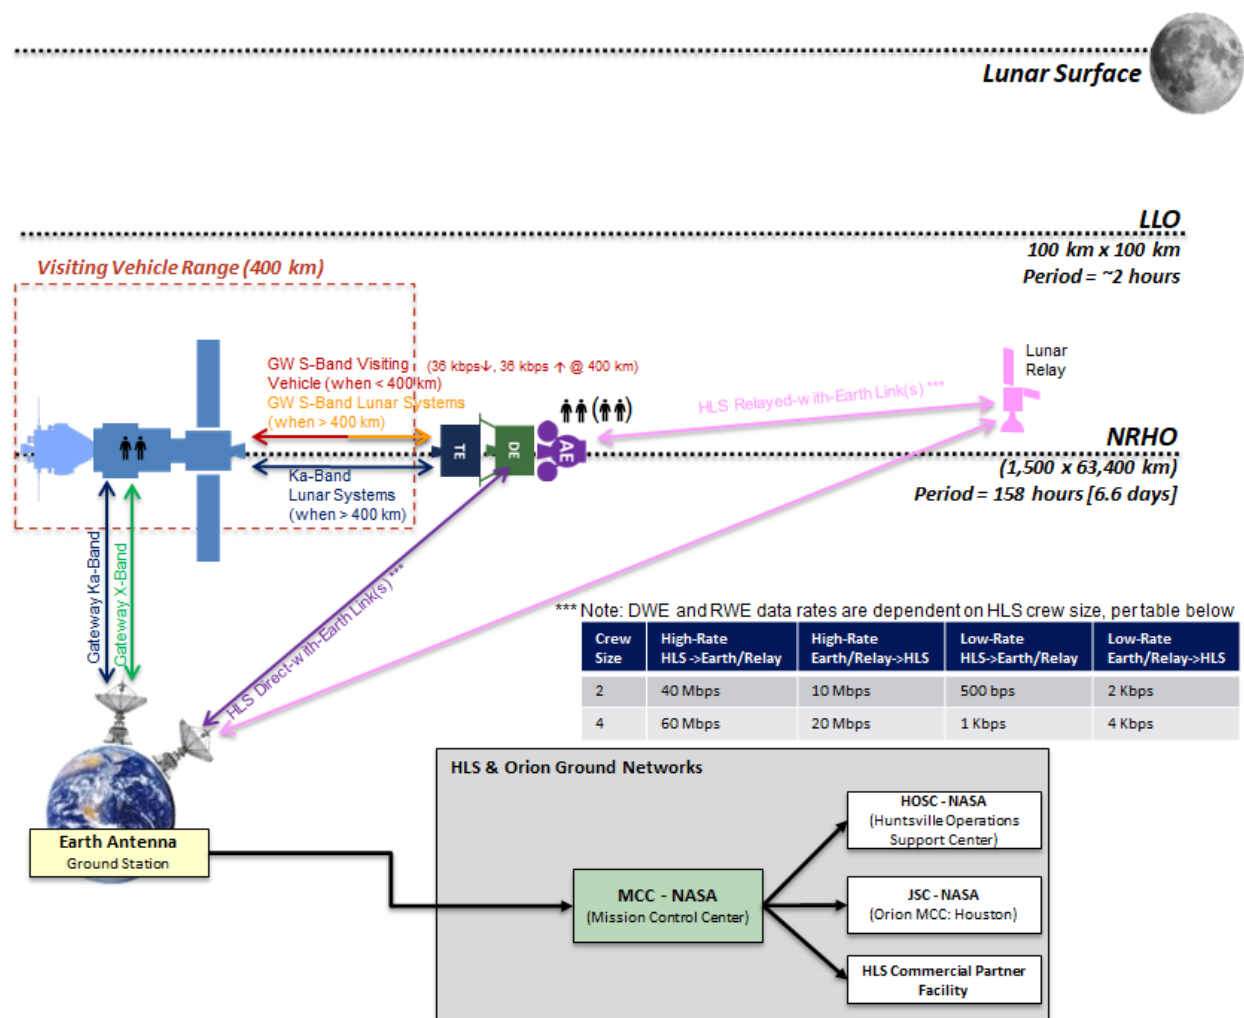 Lunar Surface
LLO
100 km x 100 km
Period = ~2 hours
Visiting Vehicle Range (400 km)
GW S-Band Visiting
Vehicle (when < 400 km)
(36 kbps↓, 36 kbps ↑ @ 400 km)
GW S-Band Lunar Systems
(when > 400 km)
Ka-Band
Lunar Systems
(when > 400 km)
TE
DE
AE
( )
HLS Relayed-with-Earth Link(s) ***
Lunar
Relay
NRHO
(1,500 x 63,400 km)
Period = 158 hours [6.6 days]
Gateway Ka-Band
Gateway X-Band
HLS Direct-with-Earth Link(s) ***
*** Note: DWE and RWE data rates are dependent on HLS crew size, per table below
Crew Size | High-Rate HLS ->Earth/Relay | High-Rate Earth/Relay->HLS | Low-Rate HLS->Earth/Relay | Low-Rate Earth/Relay->HLS
2 | 40 Mbps | 10 Mbps | 500 bps | 2 Kbps
4 | 60 Mbps | 20 Mbps | 1 Kbps | 4 Kbps
Earth Antenna
Ground Station
HLS & Orion Ground Networks
MCC - NASA
(Mission Control Center)
HOSC - NASA
(Huntsville Operations
Support Center)
JSC - NASA
(Orion MCC: Houston)
HLS Commercial Partner
Facility